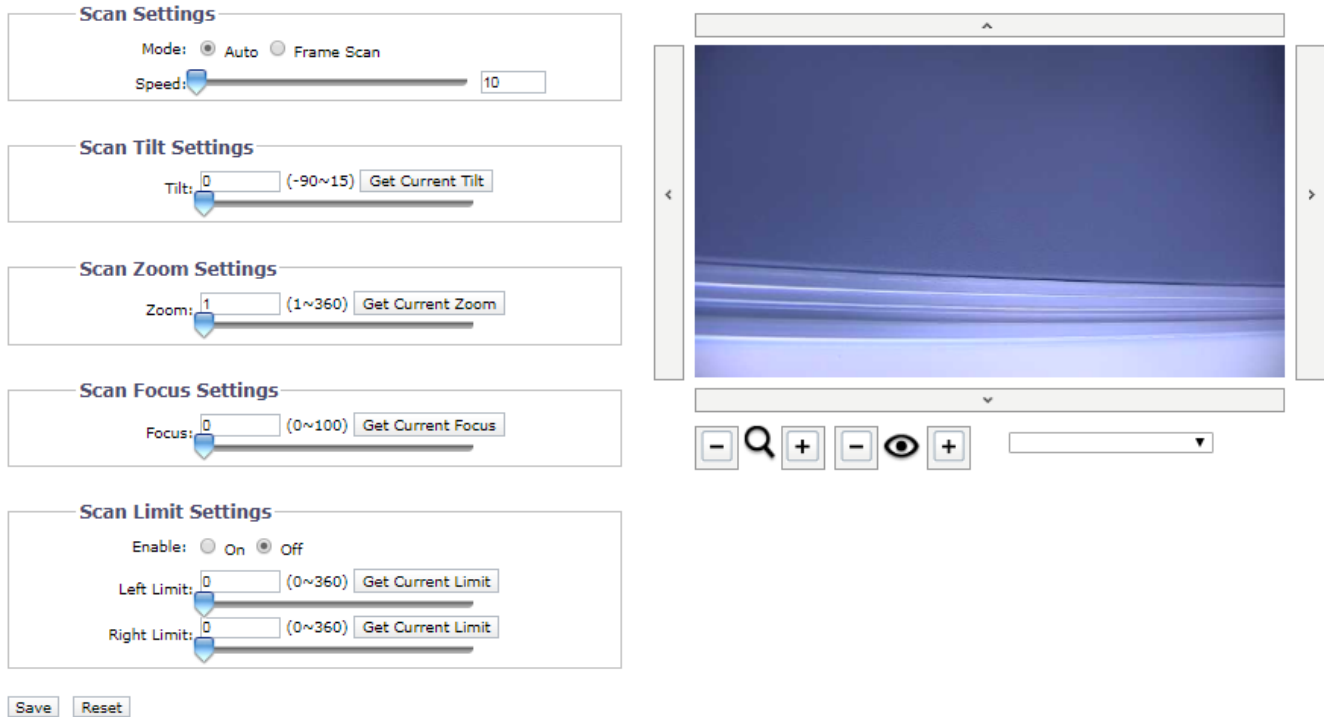 Scan Settings
Mode: Auto Frame Scan
Speed: 10
Scan Tilt Settings
Tilt: 0 (-90~15) Get Current Tilt
Scan Zoom Settings
Zoom: 1 (1~360) Get Current Zoom
Scan Focus Settings
Focus: 0 (0~100) Get Current Focus
Scan Limit Settings
Enable: On Off
Left Limit: 0 (0~360) Get Current Limit
Right Limit: 0 (0~360) Get Current Limit
Save Reset